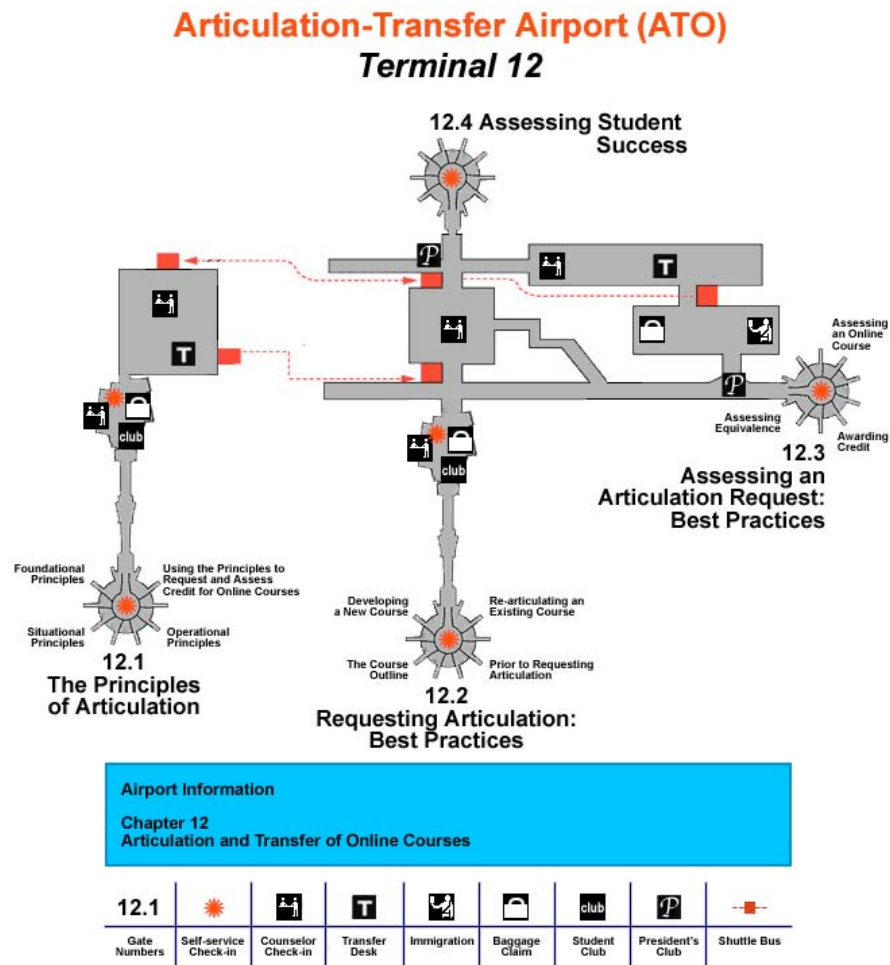 Articulation-Transfer Airport (ATO)
Terminal 12
12.4 Assessing Student
Success
P
T
T
P
club
club
Assessing
an Online
Course
Assessing
Equivalence
Awarding
Credit
12.3
Assessing an
Articulation Request:
Best Practices
Foundational
Principles
Using the Principles to
Request and Assess
Credit for Online Courses
Situational
Principles
Operational
Principles
12.1
The Principles
of Articulation
Developing
a New Course
Re-articulating an
Existing Course
The Course
Outline
Prior to Requesting
Articulation
12.2
Requesting Articulation:
Best Practices
Airport Information
Chapter 12
Articulation and Transfer of Online Courses
12.1
T
club
P
Gate
Numbers
Self-service
Check-in
Counselor
Check-in
Transfer
Desk
Immigration
Baggage
Claim
Student
Club
President's
Club
Shuttle Bus